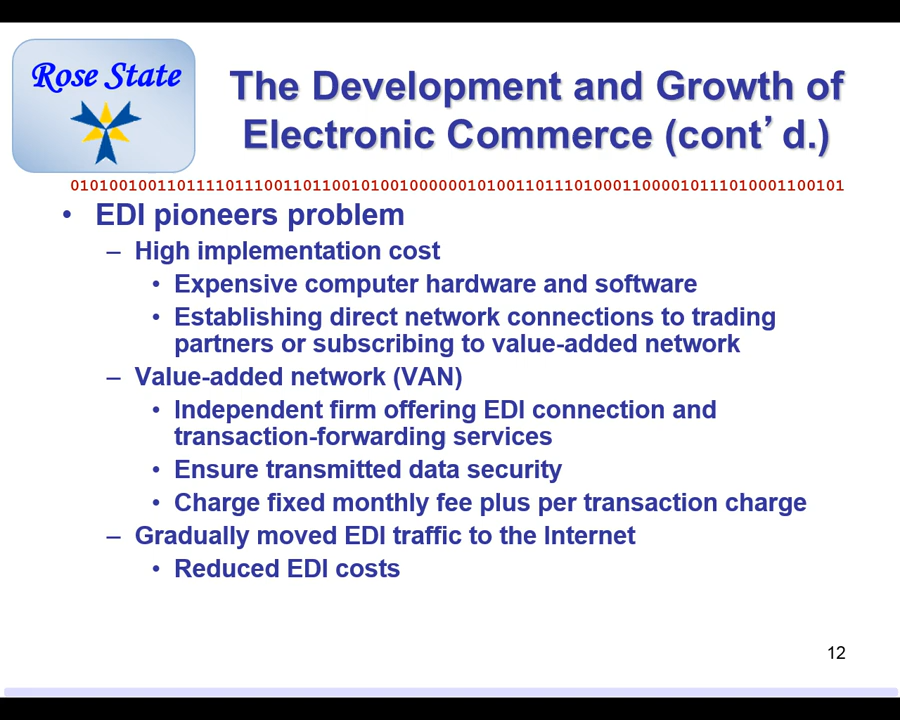 Rose State
The Development and Growth of
Electronic Commerce (cont’d.)
01010010011011110111001101100101001000000101001101110100011000010111010001100101
• EDI pioneers problem
– High implementation cost
• Expensive computer hardware and software
• Establishing direct network connections to trading
partners or subscribing to value-added network
– Value-added network (VAN)
• Independent firm offering EDI connection and
transaction-forwarding services
• Ensure transmitted data security
• Charge fixed monthly fee plus per transaction charge
– Gradually moved EDI traffic to the Internet
• Reduced EDI costs
12